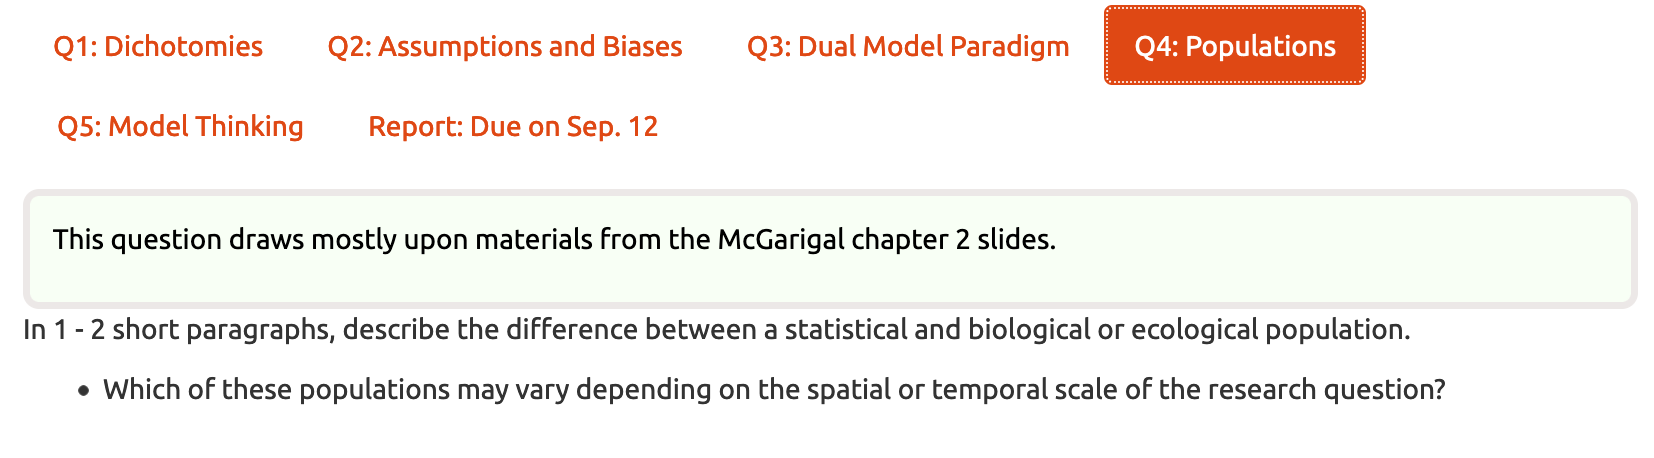 Q1: Dichotomies Q2: Assumptions and Biases Q3: Dual Model Paradigm Q4: Populations
Q5: Model Thinking Report: Due on Sep. 12
This question draws mostly upon materials from the McGarigal chapter 2 slides.
In 1 - 2 short paragraphs, describe the difference between a statistical and biological or ecological population.
• Which of these populations may vary depending on the spatial or temporal scale of the research question?